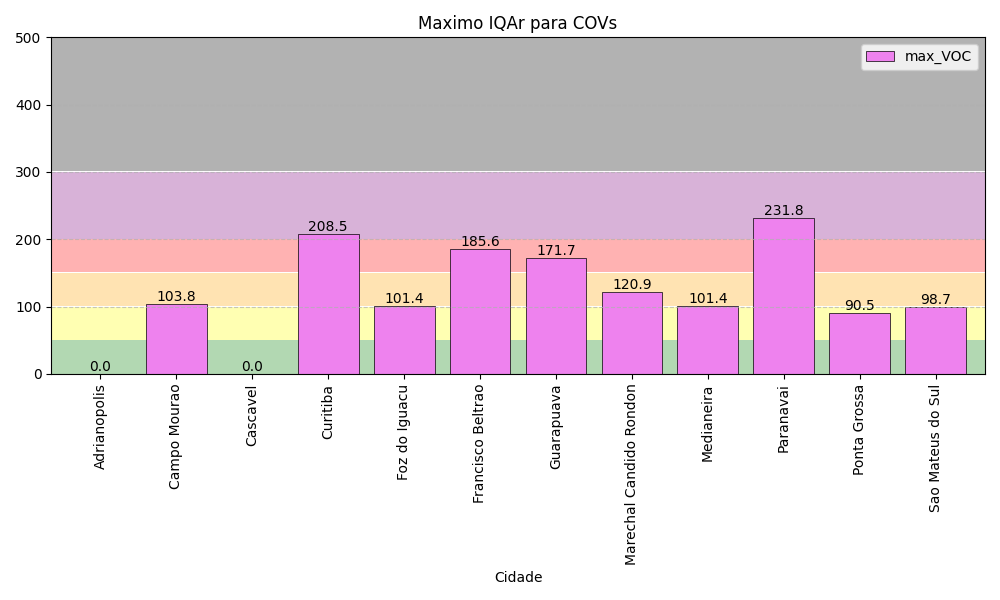 Maximo IQAr para COVs
max_VOC
500
400
300
200
100
0
0.0
103.8
0.0
208.5
101.4
185.6
171.7
120.9
101.4
231.8
90.5
98.7
Adrianopolis
Campo Mourao
Cascavel
Curitiba
Foz do Iguacu
Francisco Beltrao
Guarapuava
Marechal Candido Rondon
Medianeira
Paranavai
Ponta Grossa
Sao Mateus do Sul
Cidade